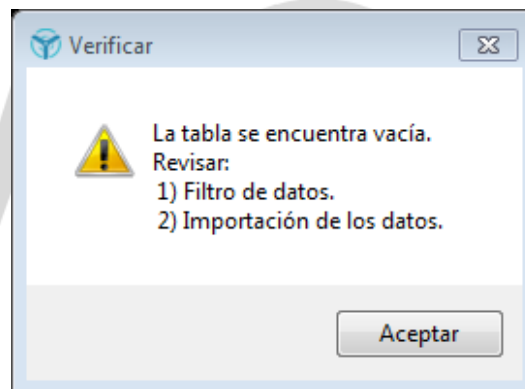 Verificar
La tabla se encuentra vacía.
Revisar:
1) Filtro de datos.
2) Importación de los datos.
Aceptar